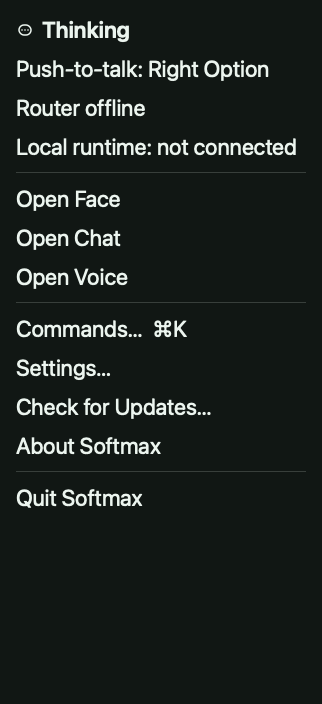 Thinking
Push-to-talk: Right Option
Router offline
Local runtime: not connected
Open Face
Open Chat
Open Voice
Commands... ⌘K
Settings...
Check for Updates...
About Softmax
Quit Softmax